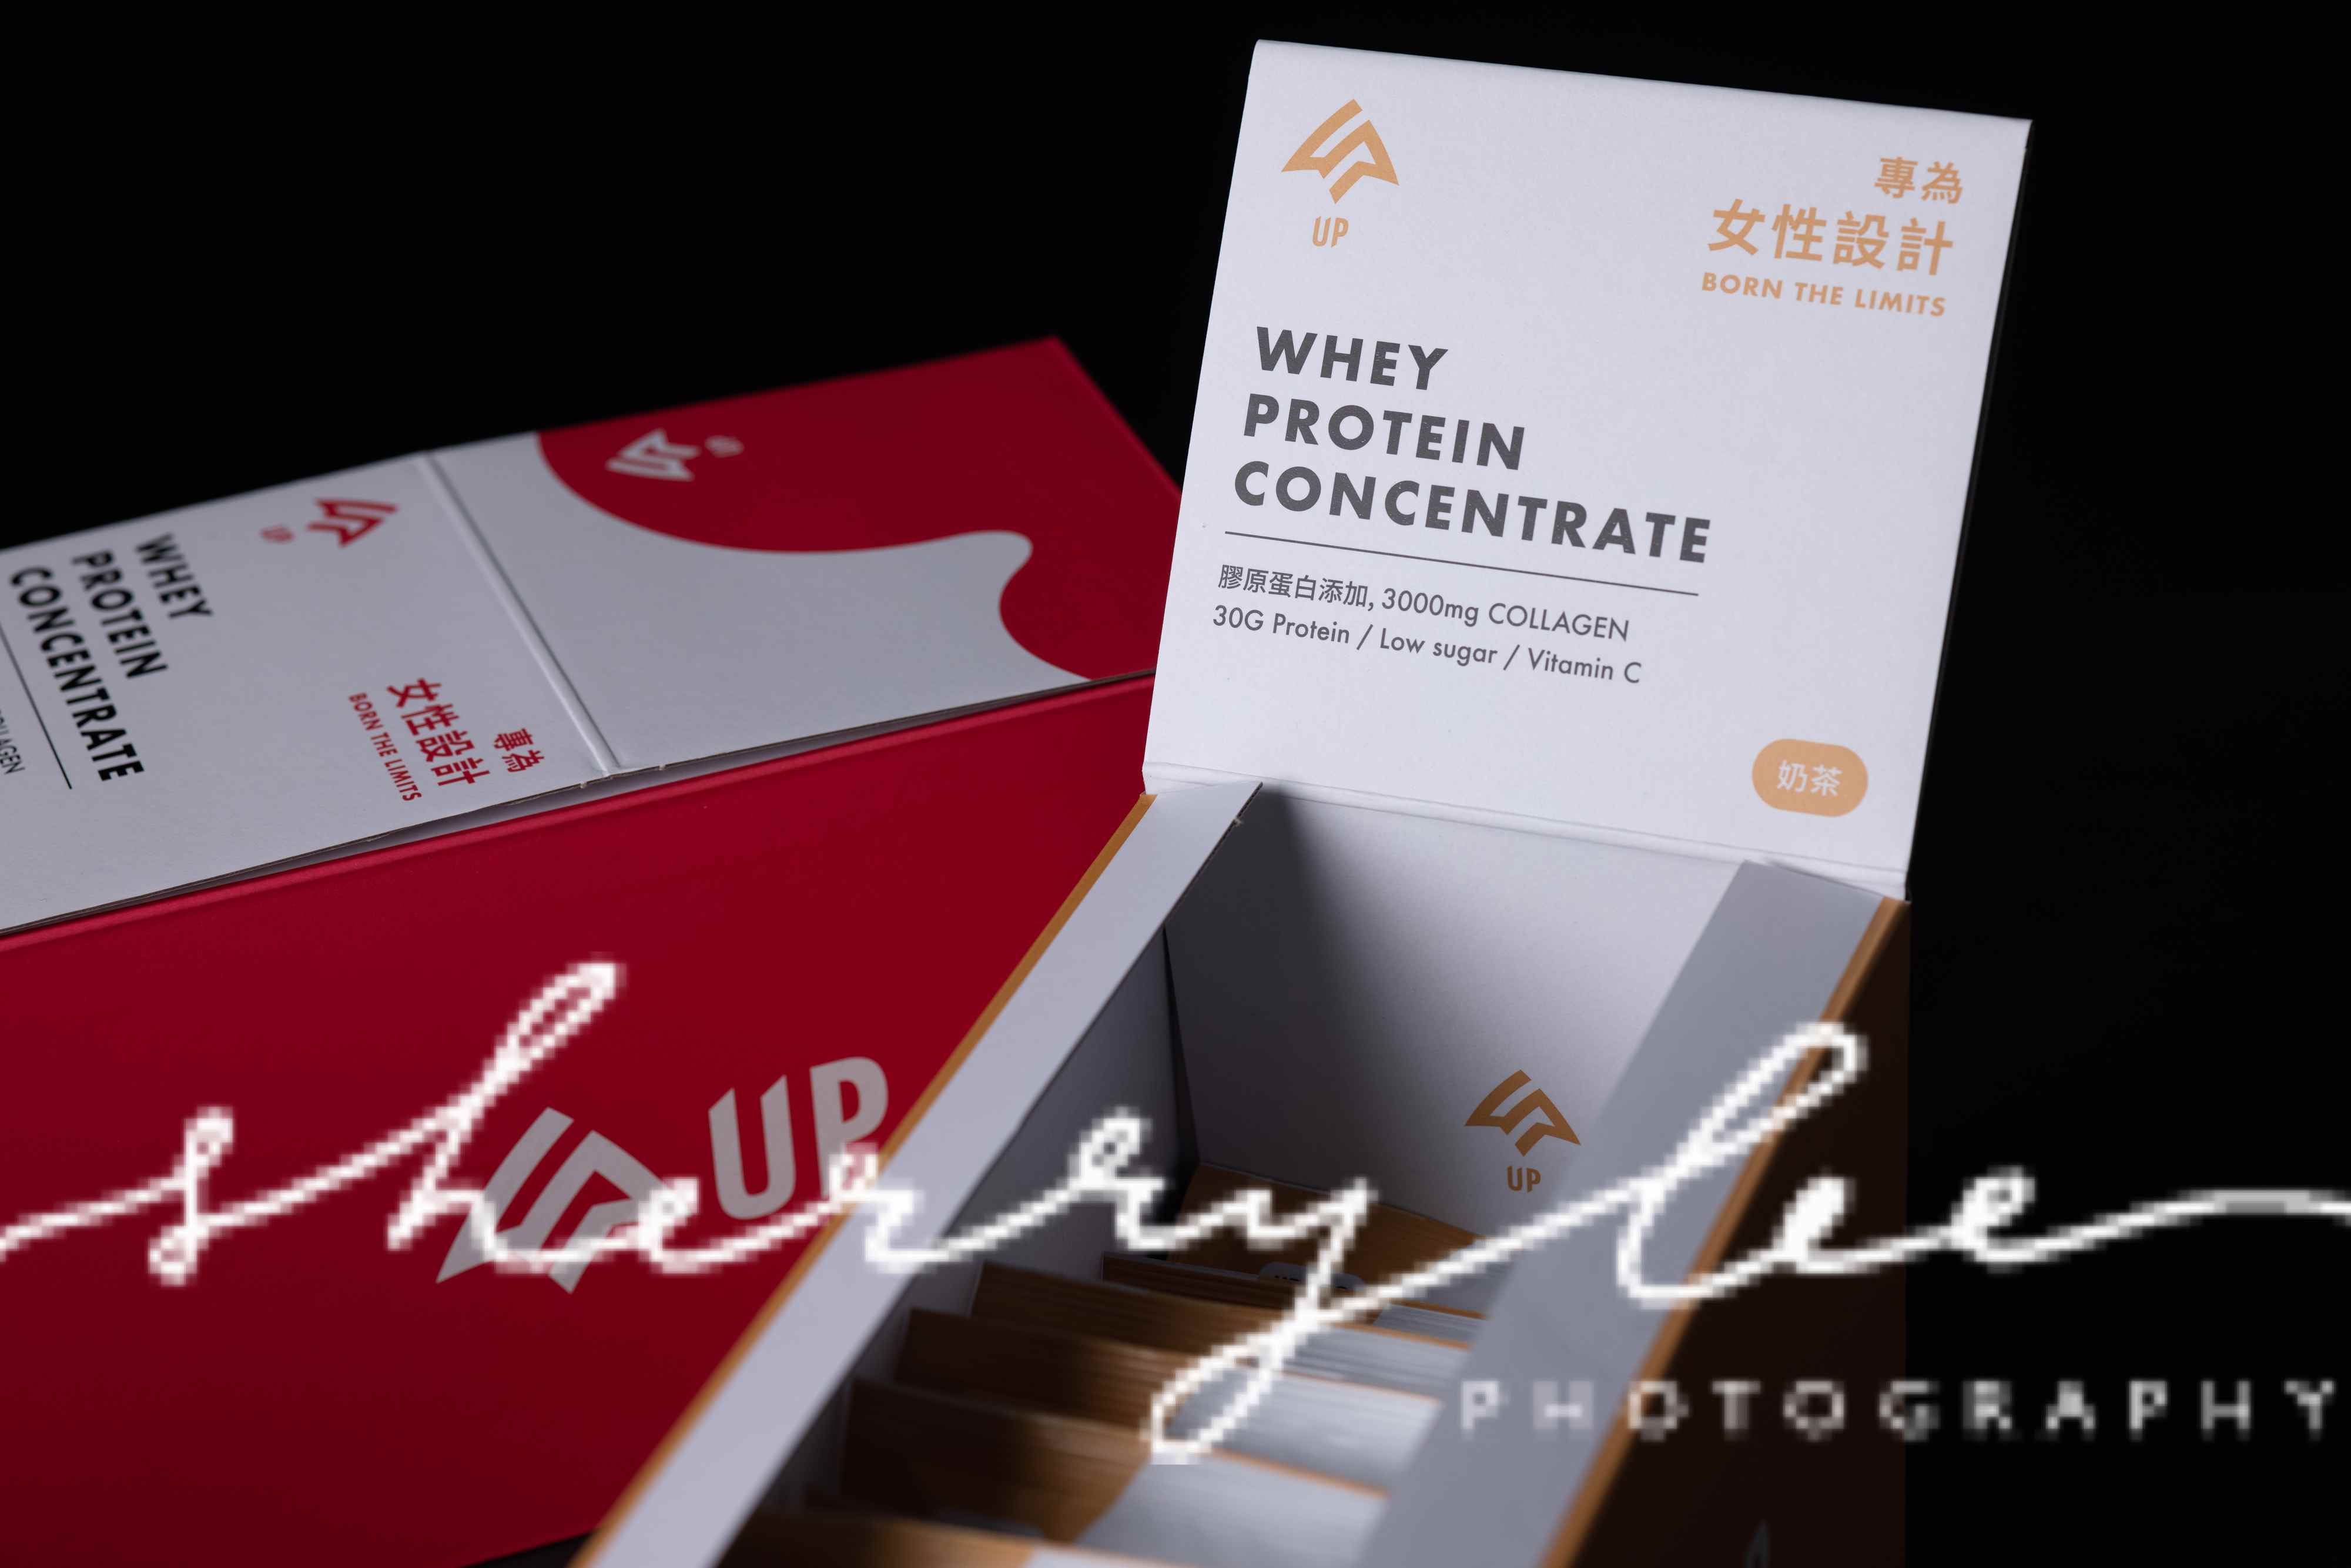 UP
專為
女性設計
BORN THE LIMITS
WHEY
PROTEIN
CONCENTRATE
膠原蛋白添加, 3000mg COLLAGEN
30G Protein / Low sugar / Vitamin C
奶茶
UP
UP
UP
WHEY
PROTEIN
CONCENTRATE
專為
女性設計
BORN THE LIMITS
UP
sherry lee
PHOTOGRAPHY